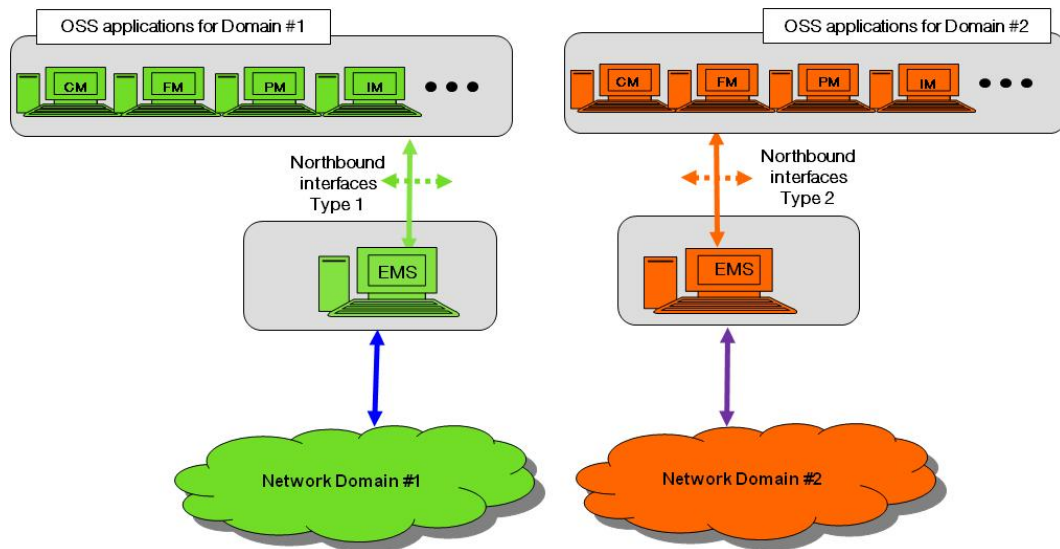 OSS applications for Domain #1
OSS applications for Domain #2
CM
FM
PM
IM
CM
FM
PM
IM
Northbound
interfaces
Type 1
Northbound
interfaces
Type 2
EMS
EMS
Network Domain #1
Network Domain #2